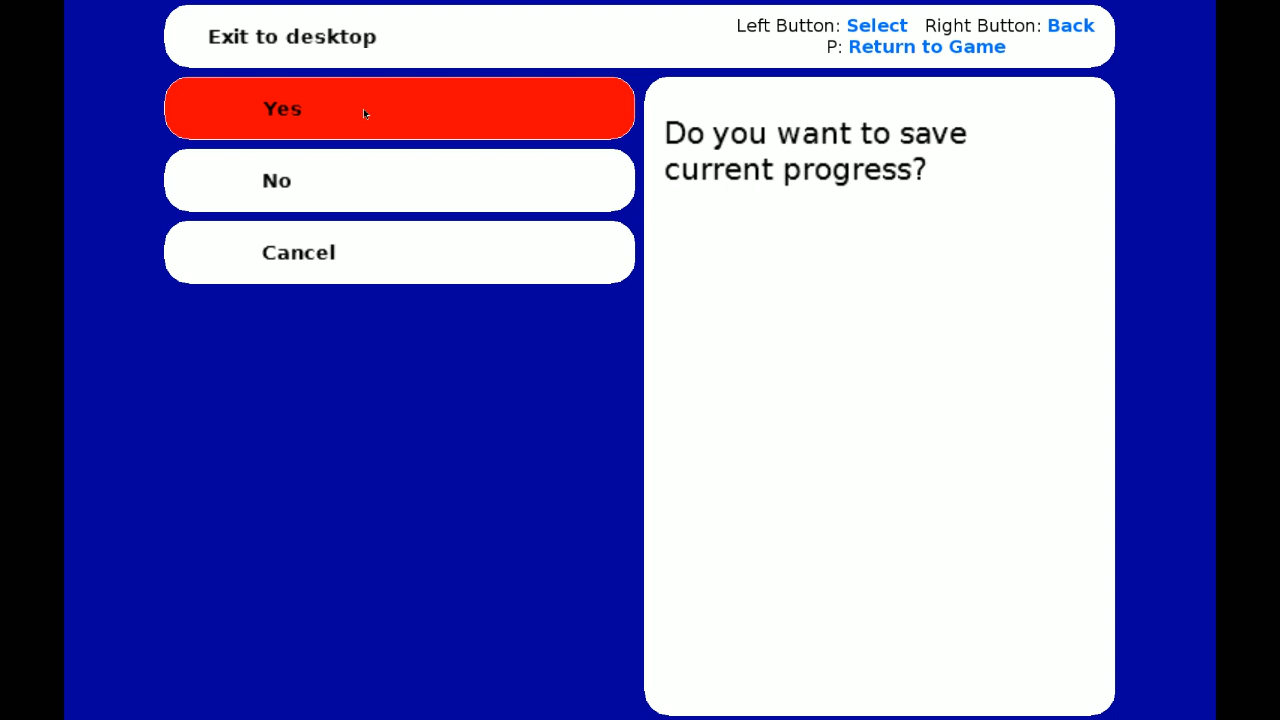 Exit to desktop
Left Button: Select Right Button: Back
P: Return to Game
Yes
No
Cancel
Do you want to save
current progress?